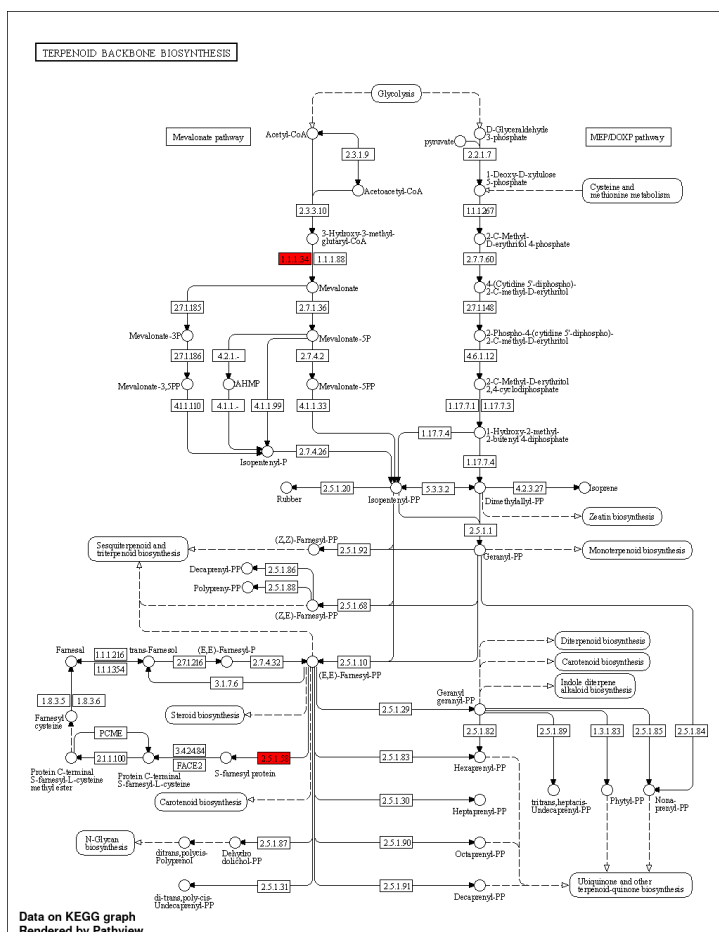 TERPENOID BACKBONE BIOSYNTHESIS
Glycolysis
Mevalonate pathway
Acetyl-CoA
pyruvate
D-Glyceraldehyde
3-phosphate
MEP/DOXP pathway
2.3.1.9
2.2.1.7
Acetoacetyl-CoA
1-Deoxy-D-xylulose
5-phosphate
Cysteine and
methionine metabolism
2.3.3.10
1.1.1.267
3-Hydroxy-3-methyl-
glutaryl-CoA
2-C-Methyl-
D-erythritol 4-phosphate
1.1.1.34
1.1.1.88
2.7.7.60
Mevalonate
4-(Cytidine 5'-diphospho)-
2-C-methyl-D-erythritol
2.7.1.185
2.7.1.36
2.7.1.148
Mevalonate-3P
Mevalonate-5P
2-Phospho-4-(cytidine 5'-diphospho)-
2-C-methyl-D-erythritol
2.7.1.186
4.2.1.-
2.7.4.2
4.6.1.12
Mevalonate-3,5PP
tAHMP
Mevalonate-5PP
2-C-Methyl-D-erythritol
2,4-cyclodiphosphate
4.1.1.110
4.1.1.-
4.1.1.99
4.1.1.33
1.17.7.1
1.17.7.3
1.17.7.4
1-Hydroxy-2-methyl-
2-butenyl 4-diphosphate
Isopentenyl-P
2.7.4.26
1.17.7.4
Rubber
2.5.1.20
Isopentenyl-PP
5.3.3.2
Dimethylallyl-PP
4.2.3.27
Isoprene
Zeatin biosynthesis
2.5.1.1
Sesquiterpenoid and
triterpenoid biosynthesis
(Z,Z)-Farnesyl-PP
2.5.1.92
Geranyl-PP
Monoterpenoid biosynthesis
Decaprenyl-PP
2.5.1.86
Polypreny-PP
2.5.1.88
(Z,E)-Farnesyl-PP
2.5.1.68
Farnesal
1.1.1.216
1.1.1.354
trans-Farnesol
2.7.1.216
(E,E)-Farnesyl-P
2.7.4.32
(E,E)-Farnesyl-PP
2.5.1.10
Diterpenoid biosynthesis
Carotenoid biosynthesis
Indole diterpene
alkaloid biosynthesis
3.1.7.6
1.8.3.5
1.8.3.6
Farnesyl
cysteine
Steroid biosynthesis
2.5.1.29
Geranyl
geranyl-PP
PCME
2.1.1.100
3.4.24.84
FACE2
2.5.1.58
2.5.1.82
2.5.1.89
1.3.1.83
2.5.1.85
2.5.1.84
2.5.1.83
Protein C-terminal
S-farnesyl-L-cysteine
methyl ester
Protein C-terminal
S-farnesyl-L-cysteine
S-farnesyl protein
Hexaprenyl-PP
tritrans,heptacis-
Undecaprenyl-PP
Phytyl-PP
Nona-
prenyl-PP
Carotenoid biosynthesis
2.5.1.30
Heptaprenyl-PP
N-Glycan
biosynthesis
ditrans,polycis-
Polyprenol
2.5.1.87
Dehydro
dolichol-PP
2.5.1.90
Octaprenyl-PP
di-trans,poly-cis-
Undecaprenyl-PP
2.5.1.31
2.5.1.91
Decaprenyl-PP
Ubiquinone and other
terpenoid-quinone biosynthesis
Data on KEGG graph
Rendered by Pathview